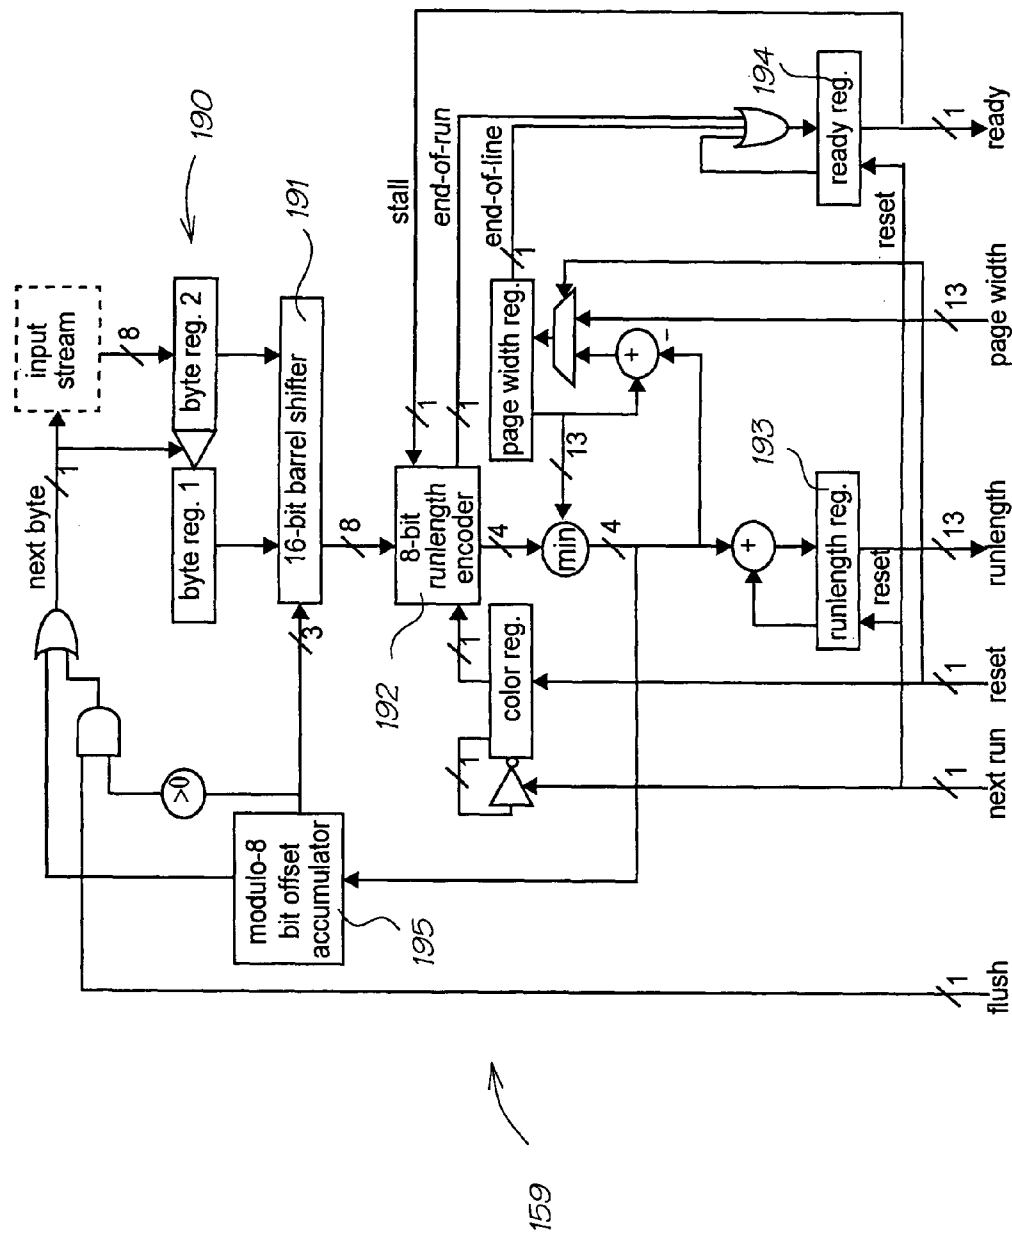 input
stream
8
next byte
1
190
byte reg. 1
byte reg. 2
191
16-bit barrel shifter
3
8
>0
modulo-8
bit offset
accumulator
195
stall
1
end-of-run
1
end-of-line
1
8-bit
runlength
encoder
192
4
min
4
13
page width reg.
+
-
color reg.
1
1
+
193
runlength reg.
reset
194
ready reg.
reset
1
flush
1
next run
1
reset
13
runlength
13
page width
1
ready
159